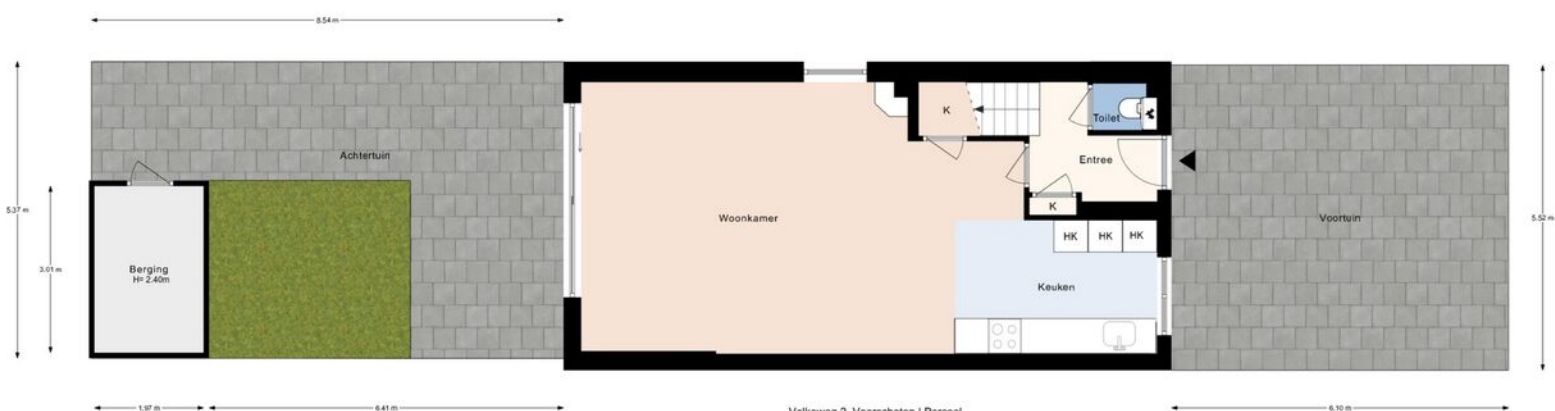 8.54 m
K
Toilet
Achtertuin
Entree
5.37 m
K
Woonkamer
Voortuin
5.52 m
HK HK HK
3.01 m
Berging
H= 2.40m
Keuken
1.97 m
6.41 m
6.10 m